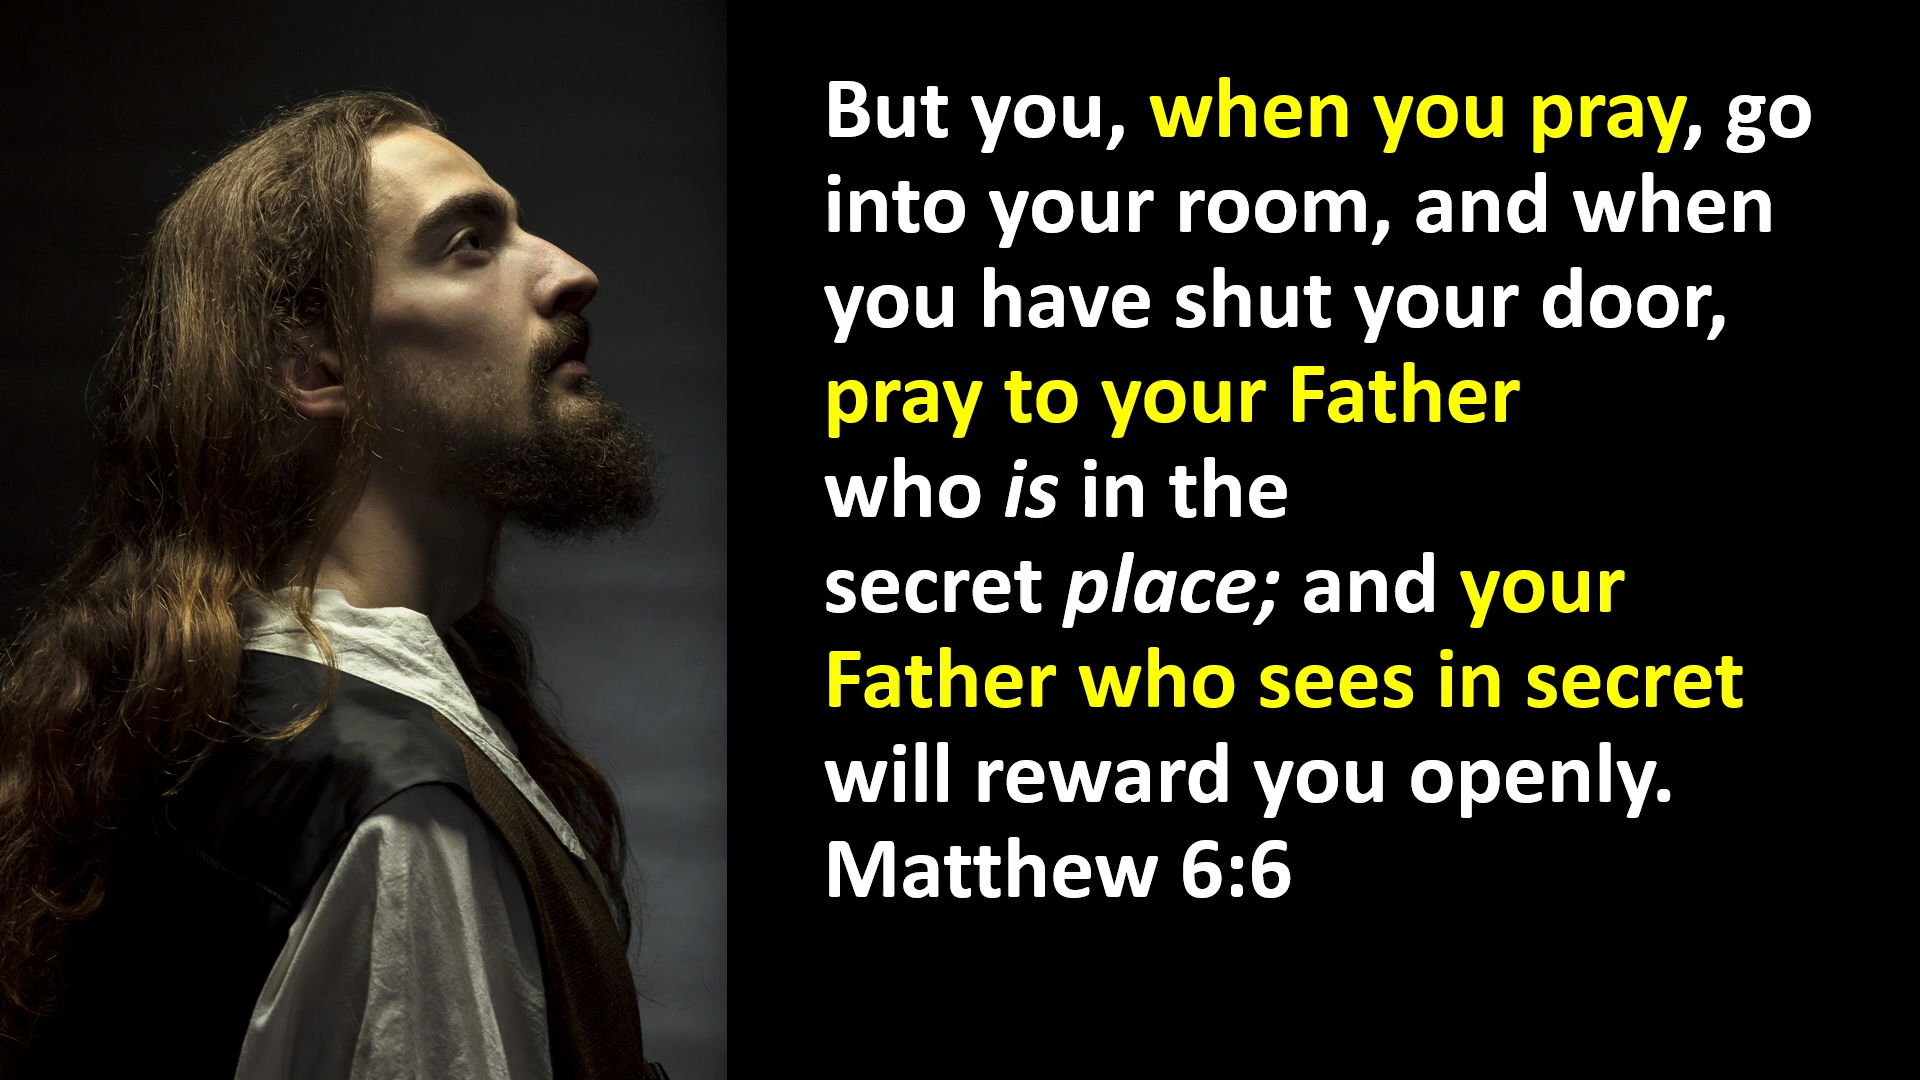 But you, when you pray, go
into your room, and when
you have shut your door,
pray to your Father
who is in the
secret place; and your
Father who sees in secret
will reward you openly.
Matthew 6:6